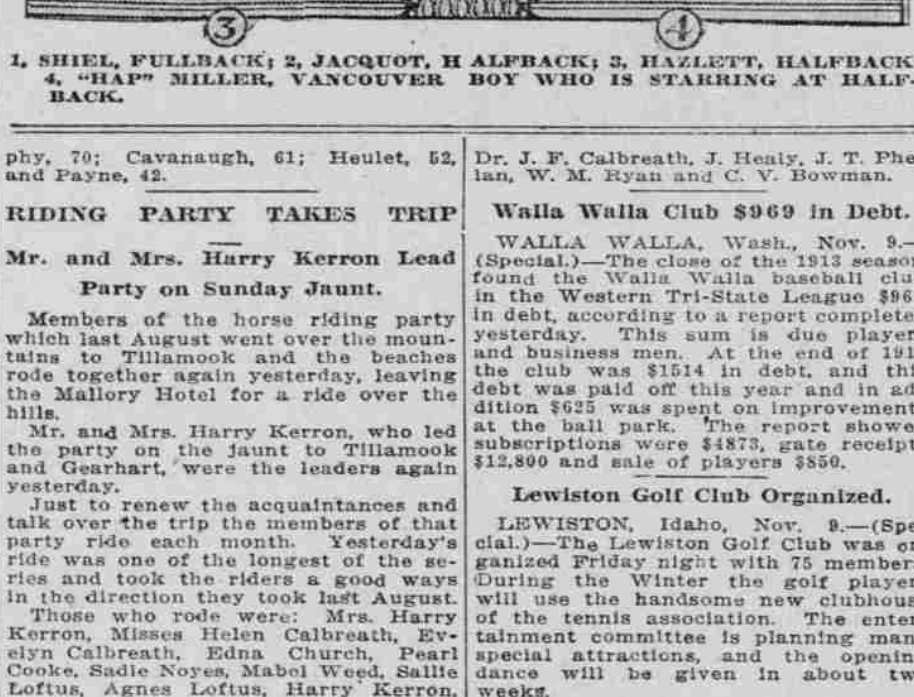 3
4
1, SHIEL, FULLBACK; 2, JACQUOT, H ALFBACK; 3, HAZLETT, HALFBACK
4, "HAP" MILLER, VANCOUVER BOY WHO IS STARRING AT HALF-
BACK.
phy, 70; Cavanaugh, 61; Heulet, 52,
and Payne, 42.
RIDING PARTY TAKES TRIP
Mr. and Mrs. Harry Kerron Lead
Party on Sunday Jaunt.
Members of the horse riding party
which last August went over the moun-
tains to Tillamook and the beaches
rode together again yesterday, leaving
the Mallory Hotel for a ride over the
hills.
Mr. and Mrs. Harry Kerron, who led
the party on the jaunt to Tillamook
and Gearhart, were the leaders again
yesterday.
Just to renew the acquaintances and
talk over the trip the members of that
party ride each month. Yesterday's
ride was one of the longest of the se-
ries and took the riders a good ways
in the direction they took last August.
Those who rode were: Mrs. Harry
Kerron, Misses Helen Calbreath, Ev-
elyn Calbreath, Edna Church, Pearl
Cooke, Sadie Noyes, Mabel Weed, Sallie
Loftus, Agnes Loftus, Harry Kerron,
Dr. J. F. Calbreath, J. Healy, J. T. Phe
lan, W. M. Ryan and C. V. Bowman.
Walla Walla Club $969 in Debt.
WALLA WALLA, Wash., Nov. 9.—
(Special.)—The close of the 1913 seaso
found the Walla Walla baseball clu
in the Western Tri-State League $96
in debt, according to a report complete
yesterday. This sum is due player
and business men. At the end of 191
the club was $1514 in debt, and thi
debt was paid off this year and in ad
dition $625 was spent on improvement
at the ball park. The report showe
subscriptions were $4873, gate receipt
$12,800 and sale of players $850.
Lewiston Golf Club Organized.
LEWISTON, Idaho, Nov. 9.—(Spe
cial.)—The Lewiston Golf Club was or
ganized Friday night with 75 member
During the Winter the golf player
will use the handsome new clubhous
of the tennis association. The enter
tainment committee is planning man
special attractions, and the openin
dance will be given in about tw
weeks.